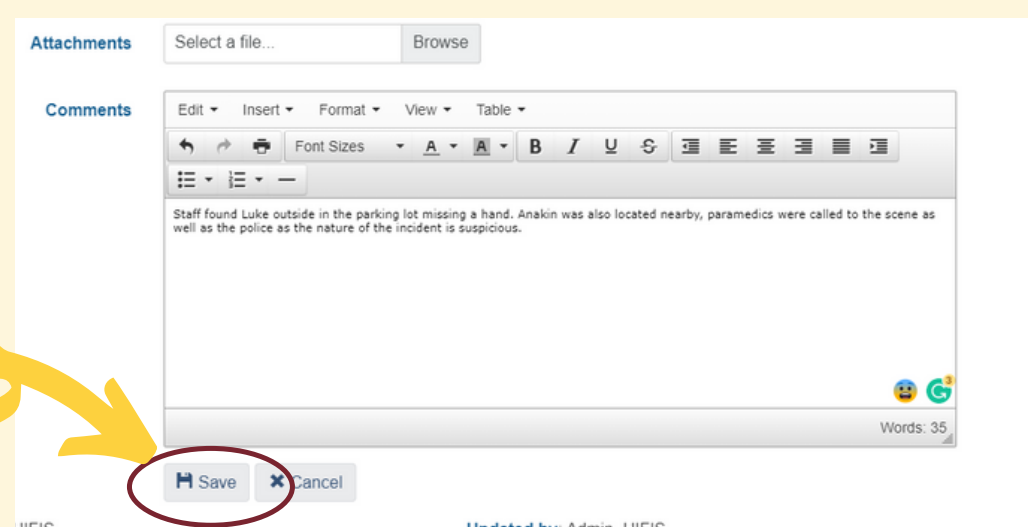 Attachments Select a file... Browse
Comments Edit Insert Format View Table
Font Sizes A A B I U S
Staff found Luke outside in the parking lot missing a hand. Anakin was also located nearby, paramedics were called to the scene as
well as the police as the nature of the incident is suspicious.
G 3
Words: 35
Save Cancel
Updated by: Admin, HIFIS